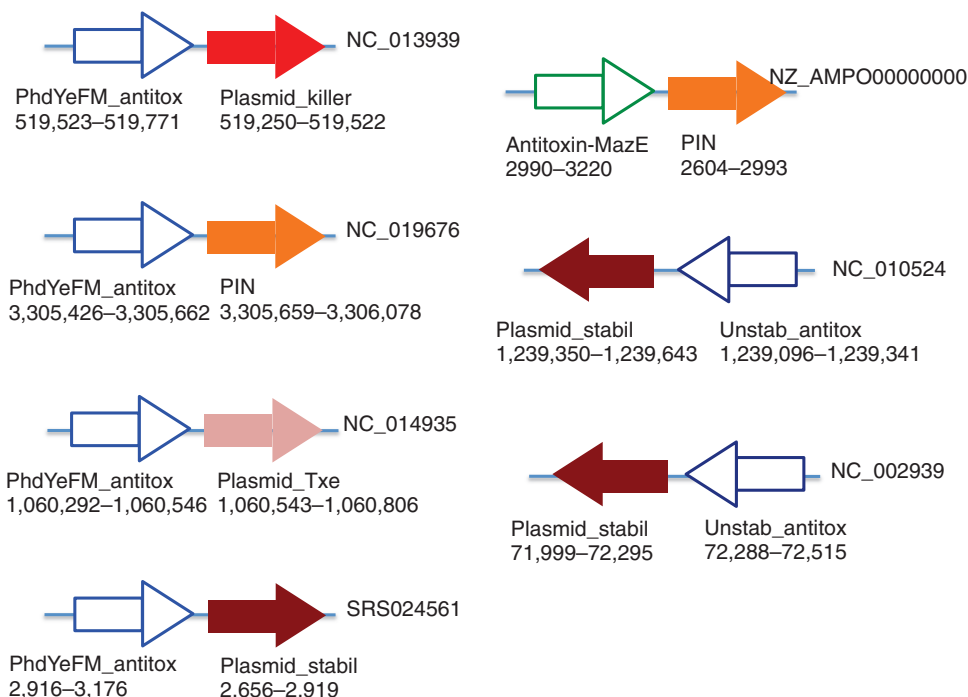 NC_013939
PhdYeFM_antitox Plasmid_killer
519,523–519,771 519,250–519,522
NC_019676
PhdYeFM_antitox PIN
3,305,426–3,305,662 3,305,659–3,306,078
NC_014935
PhdYeFM_antitox Plasmid_Txe
1,060,292–1,060,546 1,060,543–1,060,806
SRS024561
PhdYeFM_antitox Plasmid_stabil
2,916–3,176 2,656–2,919
NZ_AMPO00000000
Antitoxin-MazE PIN
2990–3220 2604–2993
NC_010524
Plasmid_stabil Unstab_antitox
1,239,350–1,239,643 1,239,096–1,239,341
NC_002939
Plasmid_stabil Unstab_antitox
71,999–72,295 72,288–72,515